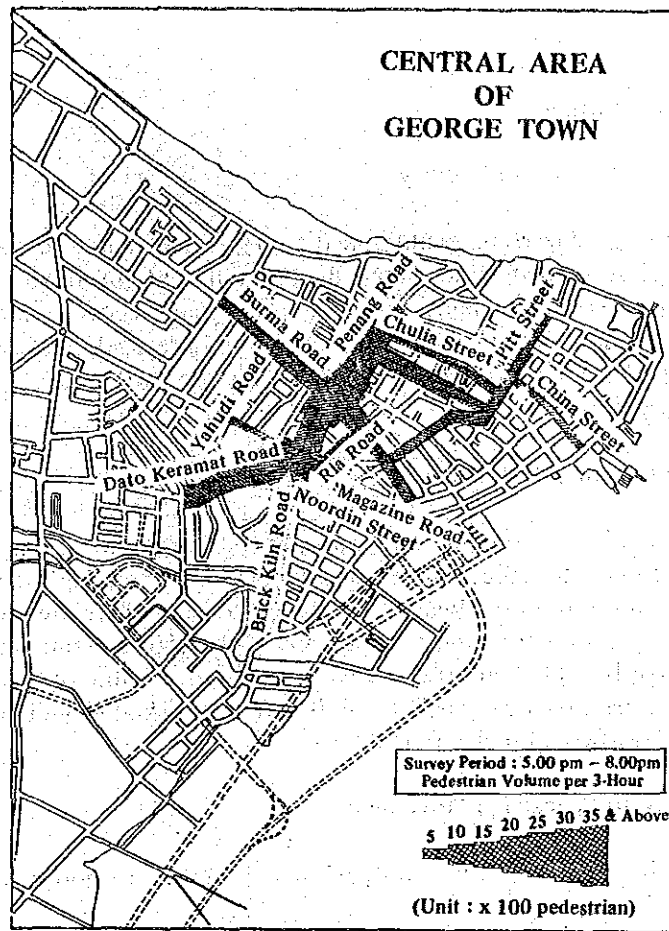 CENTRAL AREA
OF
GEORGE TOWN
Burma Road
Penang Road
Chulia Street
Pitt Street
China Street
Yahudi Road
Dato Keramat Road
Ria Road
Magazine Road
Noordin Street
Brick Kiln Road
Survey Period : 5.00 pm – 8.00pm
Pedestrian Volume per 3-Hour
5 10 15 20 25 30 35 & Above
(Unit : x 100 pedestrian)